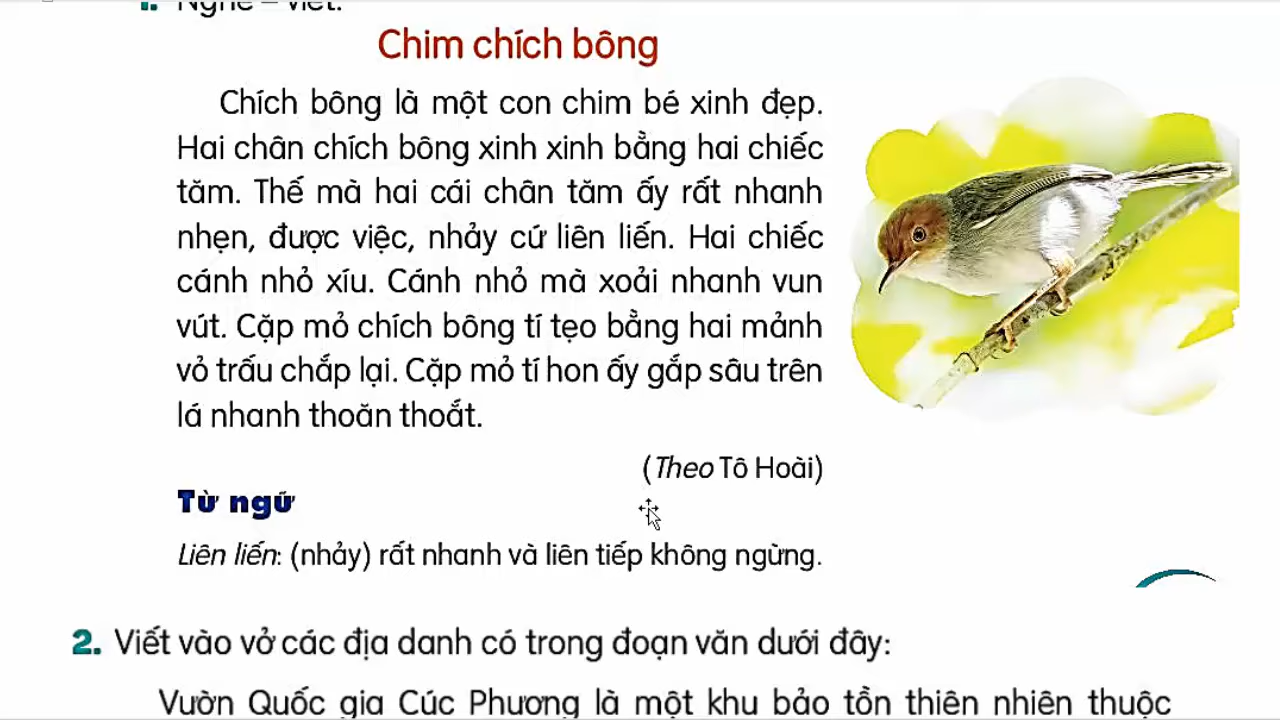 1. Nghe – viết:
Chim chích bông
Chích bông là một con chim bé xinh đẹp.
Hai chân chích bông xinh xinh bằng hai chiếc
tăm. Thế mà hai cái chân tăm ấy rất nhanh
nhẹn, được việc, nhảy cứ liên liến. Hai chiếc
cánh nhỏ xíu. Cánh nhỏ mà xoải nhanh vun
vút. Cặp mỏ chích bông tí tẹo bằng hai mảnh
vỏ trấu chắp lại. Cặp mỏ tí hon ấy gắp sâu trên
lá nhanh thoăn thoắt.
(Theo Tô Hoài)
Từ ngữ
Liên liến: (nhảy) rất nhanh và liên tiếp không ngừng.
2. Viết vào vở các địa danh có trong đoạn văn dưới đây:
Vườn Quốc gia Cúc Phương là một khu bảo tồn thiên nhiên thuộc